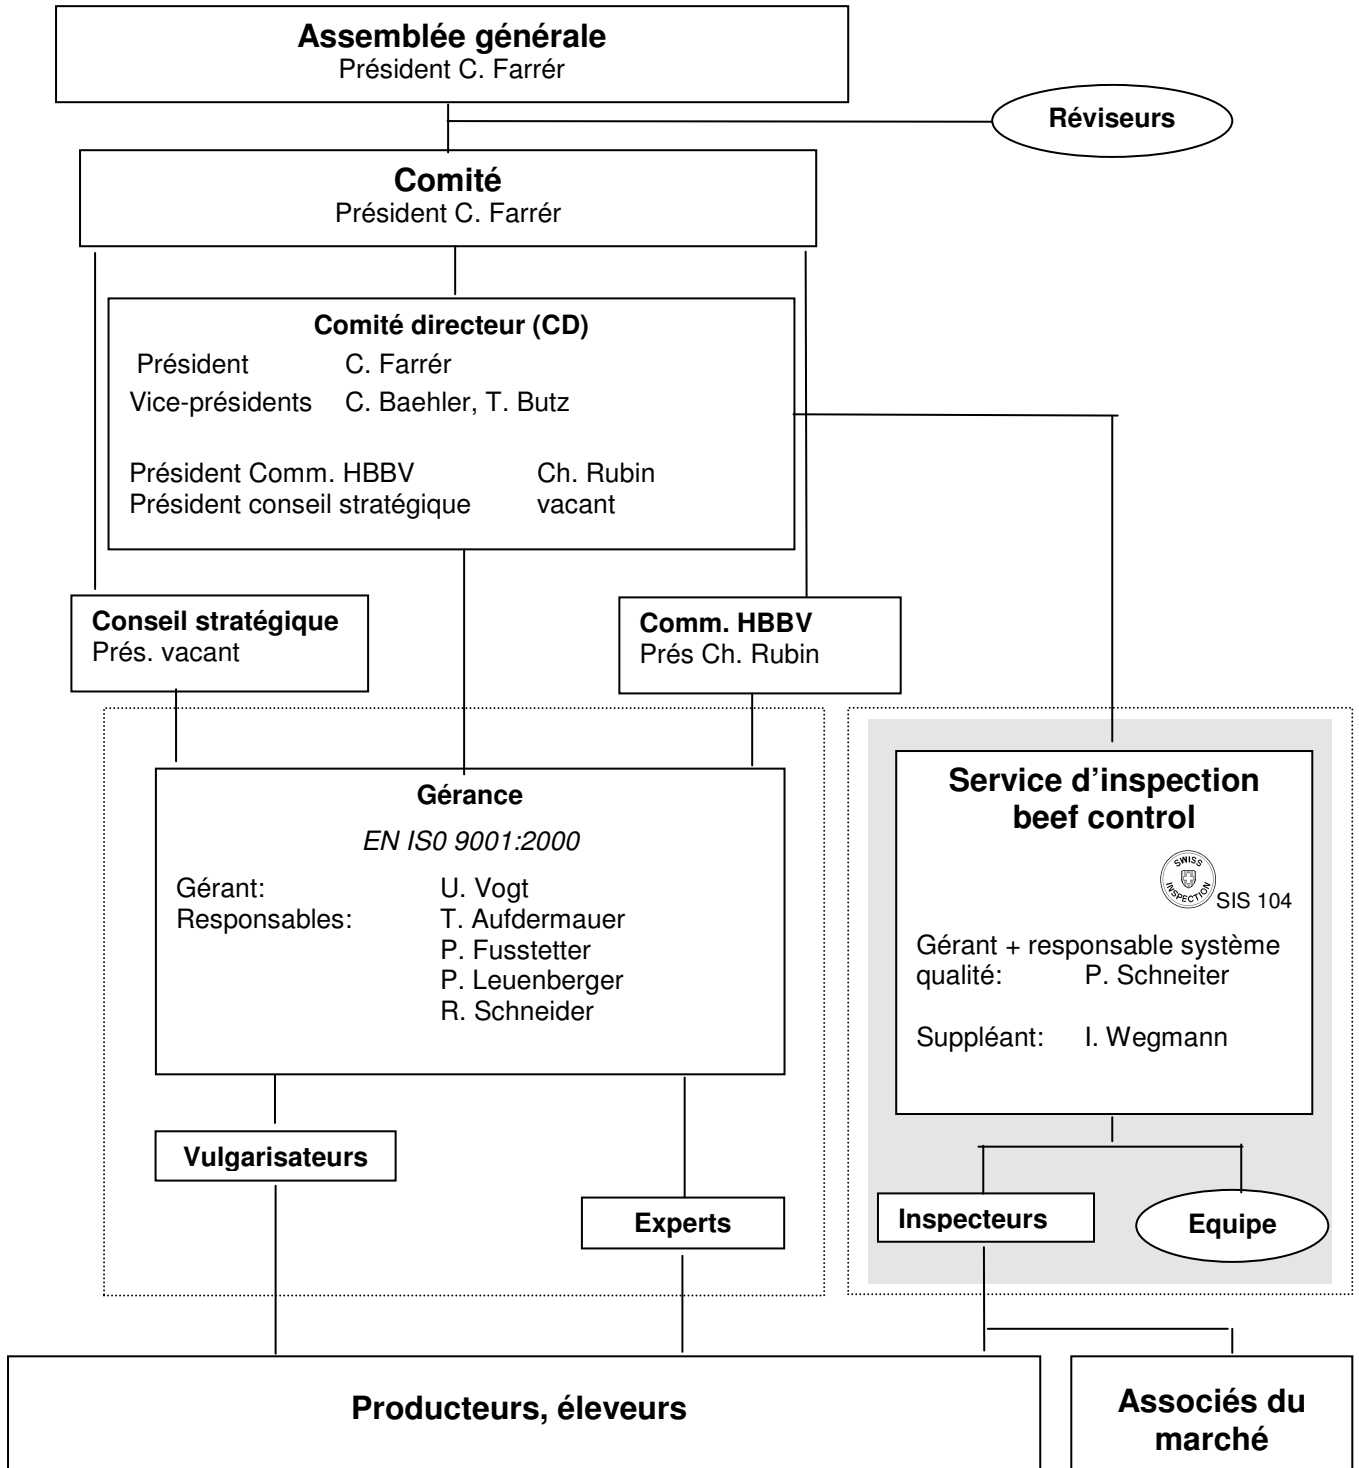 Assemblée générale
Président C. Farrér
Réviseurs
Comité
Président C. Farrér
Comité directeur (CD)
Président C. Farrér
Vice-présidents C. Baehler, T. Butz
Président Comm. HBBV Ch. Rubin
Président conseil stratégique vacant
Conseil stratégique
Prés. vacant
Comm. HBBV
Prés Ch. Rubin
Gérance
EN IS0 9001:2000
Gérant: U. Vogt
Responsables: T. Aufdermauer
P. Fusstetter
P. Leuenberger
R. Schneider
Service d’inspection
beef control
SWISS
INSPECTION
SIS 104
Gérant + responsable système
qualité: P. Schneiter
Suppléant: I. Wegmann
Vulgarisateurs
Experts
Inspecteurs
Equipe
Producteurs, éleveurs
Associés du
marché